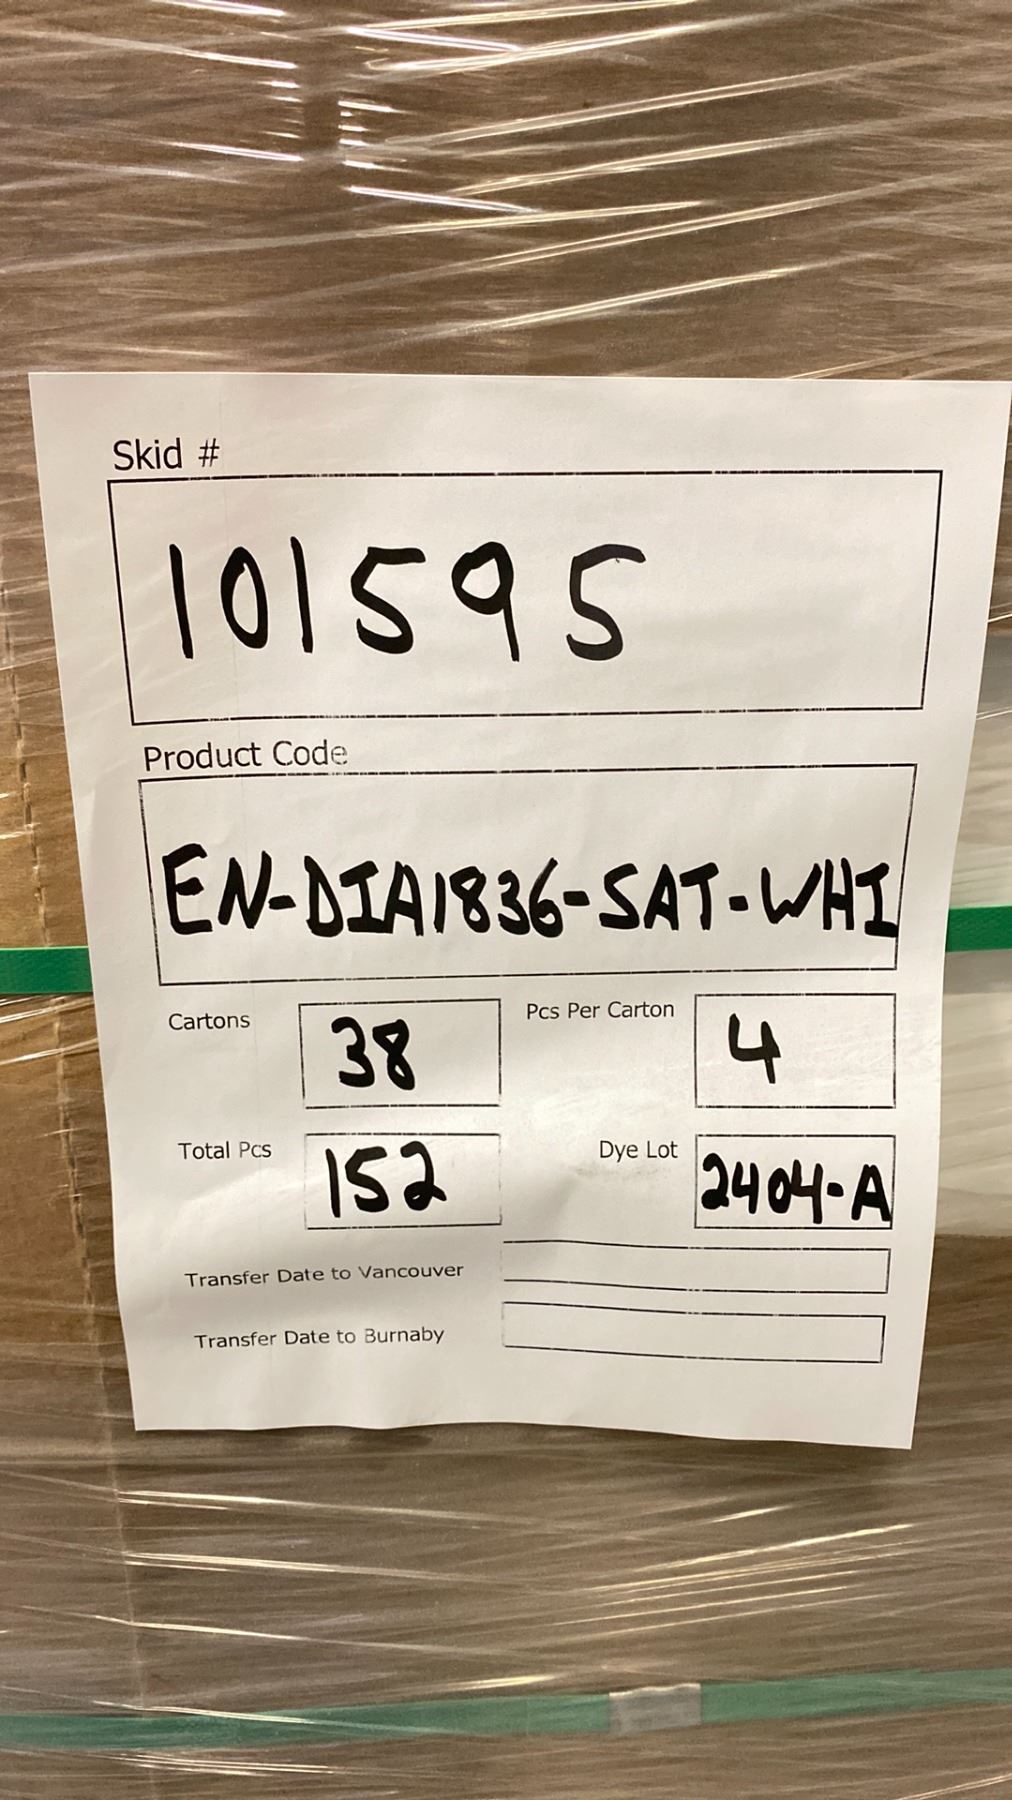 Skid #
101595
Product Code
EN-DIA1836-SAT-WHI
Cartons 38 Pcs Per Carton 4
Total Pcs 152 Dye Lot 2404-A
Transfer Date to Vancouver
Transfer Date to Burnaby